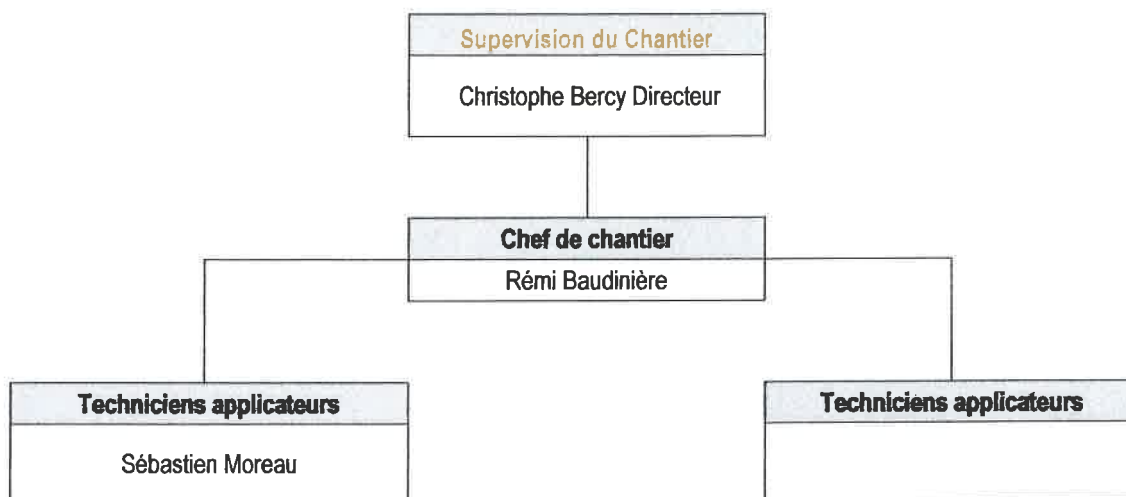 Supervision du Chantier
Christophe Bercy Directeur
Chef de chantier
Rémi Baudinière
Techniciens applicateurs
Sébastien Moreau
Techniciens applicateurs